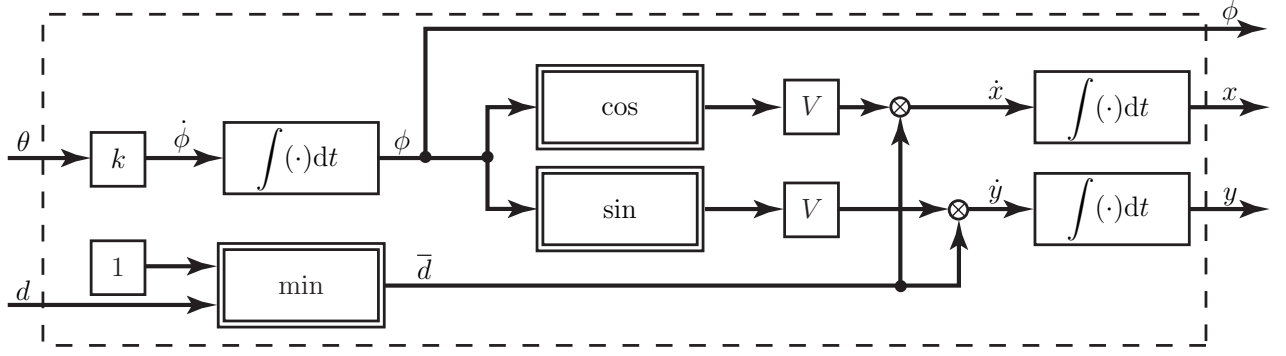 ϕ
cos V ẋ ∫(·)dt x
θ k ϕ̇ ∫(·)dt ϕ
sin V ẏ ∫(·)dt y
1 d̅
d min